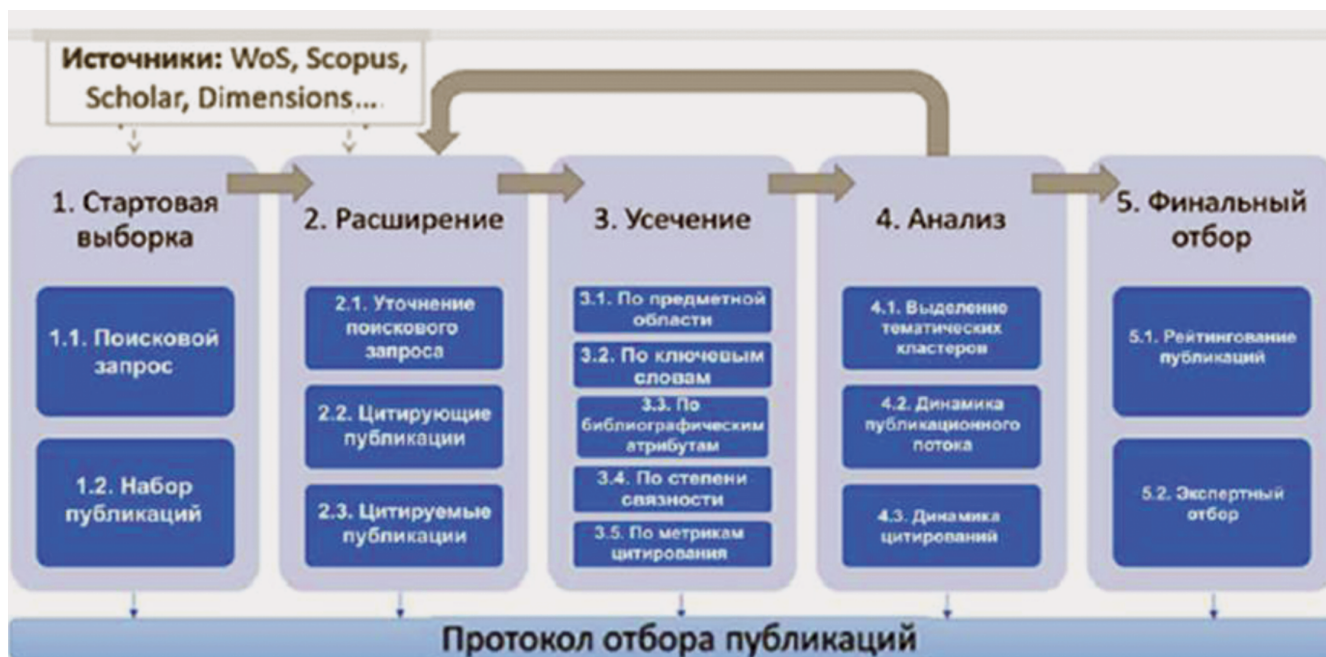 Источники: WoS, Scopus,
Scholar, Dimensions...
1. Стартовая
выборка
1.1. Поисковой
запрос
1.2. Набор
публикаций
2. Расширение
2.1. Уточнение
поискового
запроса
2.2. Цитирующие
публикации
2.3. Цитируемые
публикации
3. Усечение
3.1. По предметной
области
3.2. По ключевым
словам
3.3. По
библиографическим
атрибутам
3.4. По степени
связности
3.5. По метрикам
цитирования
4. Анализ
4.1. Выделение
тематических
кластеров
4.2. Динамика
публикационного
потока
4.3. Динамика
цитирований
5. Финальный
отбор
5.1. Рейтингование
публикаций
5.2. Экспертный
отбор
Протокол отбора публикаций